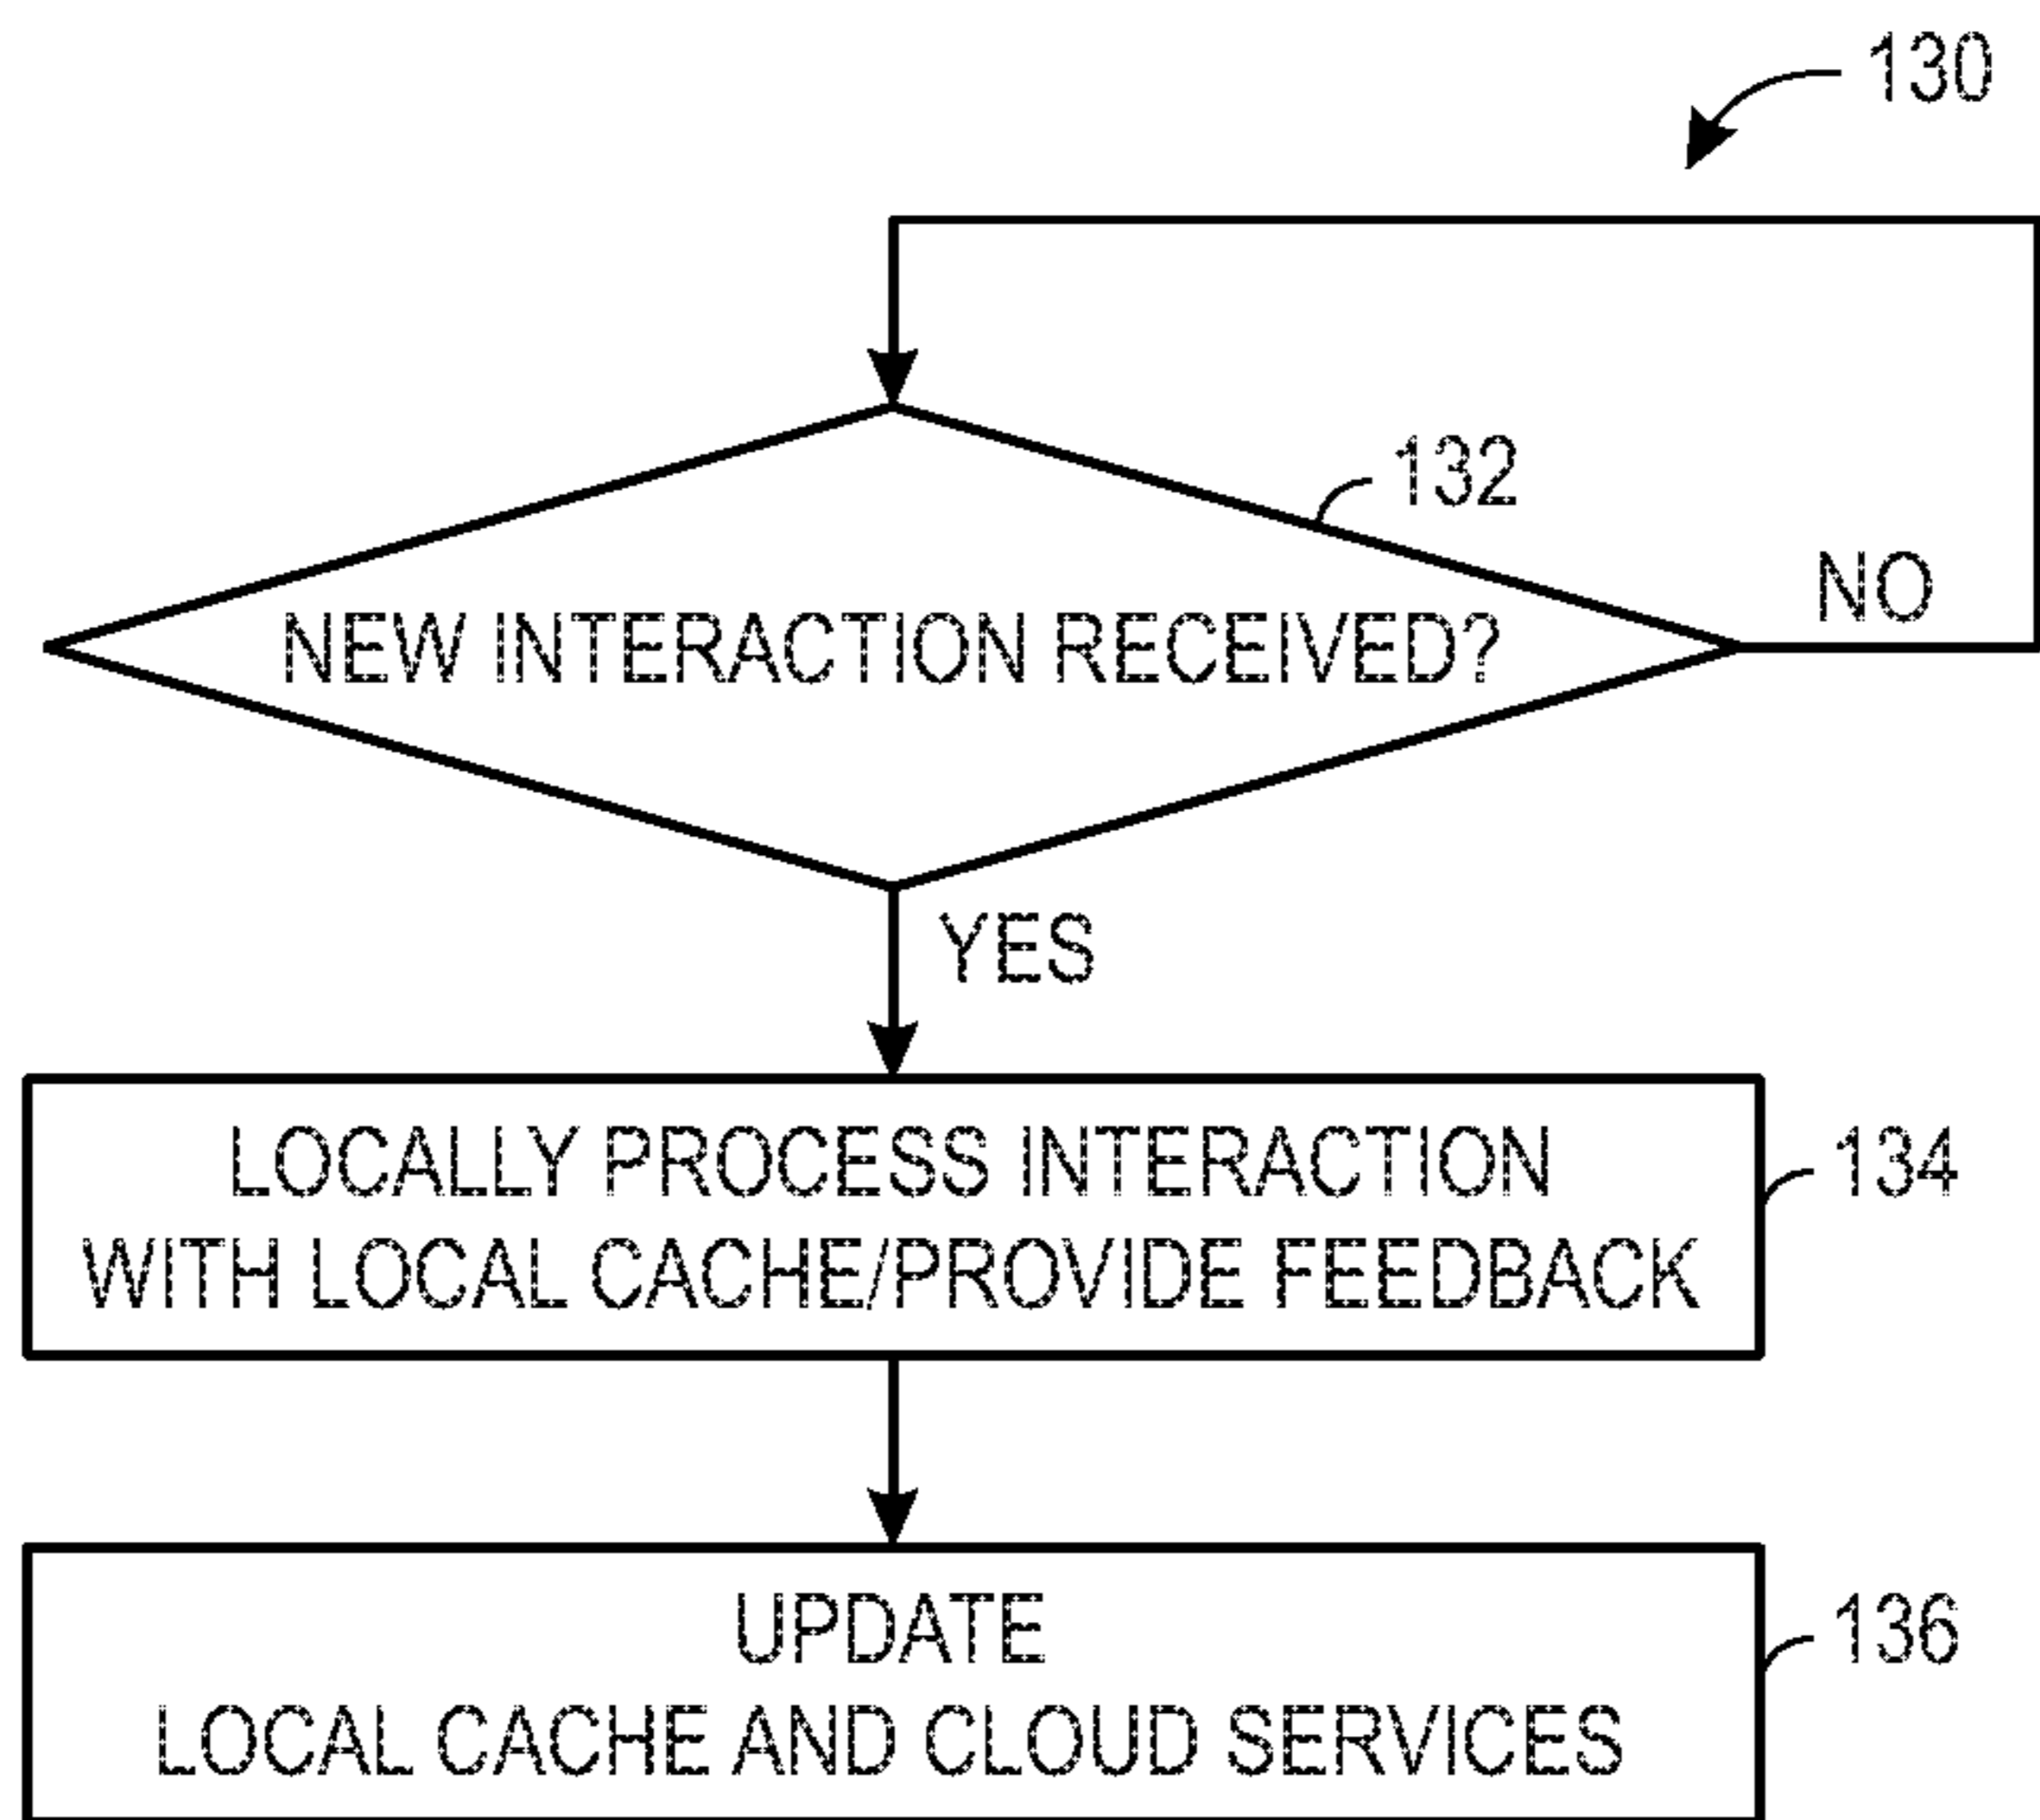 130
132
NEW INTERACTION RECEIVED?
NO
YES
LOCALLY PROCESS INTERACTION
WITH LOCAL CACHE/PROVIDE FEEDBACK
134
UPDATE
LOCAL CACHE AND CLOUD SERVICES
136